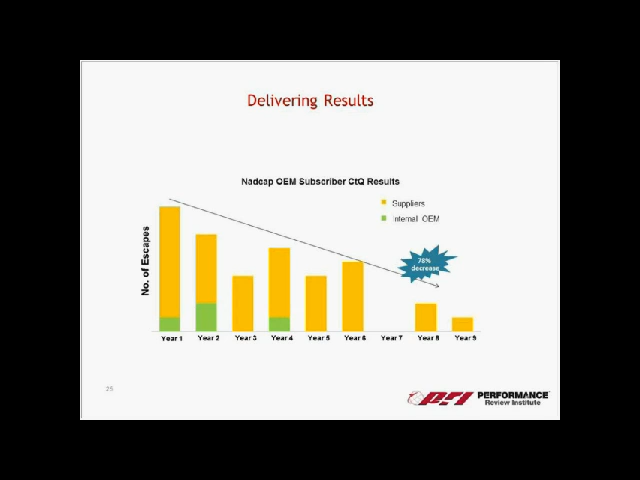 Delivering Results
Nadcap OEM Subscriber CtQ Results
Suppliers
Internal OEM
No. of Escapes
78%
decrease
Year 1 Year 2 Year 3 Year 4 Year 5 Year 6 Year 7 Year 8 Year 9
25
PRI PERFORMANCE
Review Institute